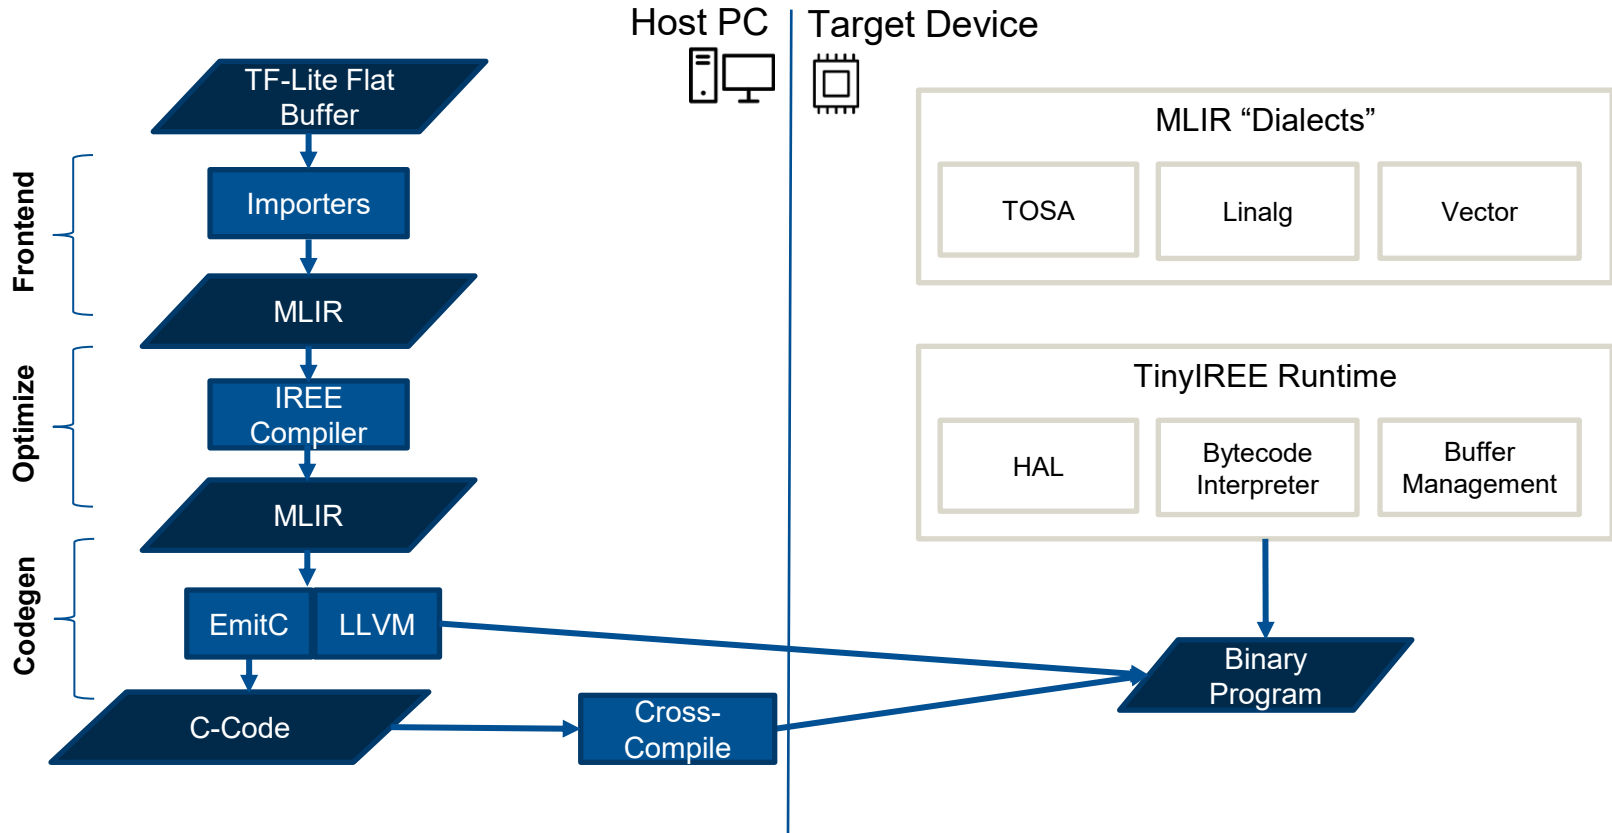 Host PC
Target Device
TF-Lite Flat
Buffer
Frontend
Importers
MLIR
Optimize
IREE
Compiler
MLIR
Codegen
EmitC
LLVM
C-Code
Cross-
Compile
MLIR “Dialects”
TOSA
Linalg
Vector
TinyIREE Runtime
HAL
Bytecode
Interpreter
Buffer
Management
Binary
Program